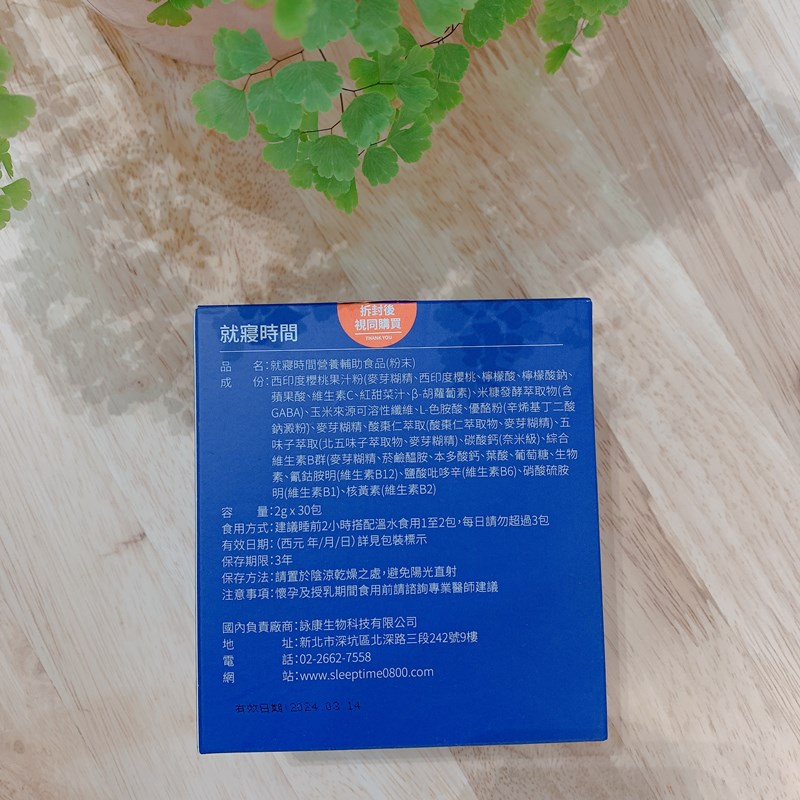 拆封後
視同購買
THANK YOU
就寢時間
品　　名:就寢時間營養輔助食品(粉末)
成　　份:西印度櫻桃果汁粉(麥芽糊精、西印度櫻桃、檸檬酸、檸檬酸鈉、
蘋果酸、維生素C、紅甜菜汁、β-胡蘿蔔素)、米糠發酵萃取物(含
GABA)、玉米來源可溶性纖維、L-色胺酸、優酪粉(辛烯基丁二酸
鈉澱粉)、麥芽糊精、酸棗仁萃取(酸棗仁萃取物、麥芽糊精)、五
味子萃取(北五味子萃取物、麥芽糊精)、碳酸鈣(奈米級)、綜合
維生素B群(麥芽糊精、菸鹼醯胺、本多酸鈣、葉酸、葡萄糖、生物
素、氰鈷胺明(維生素B12)、鹽酸吡哆辛(維生素B6)、硝酸硫胺
明(維生素B1)、核黃素(維生素B2)
容　　量:2g x 30包
食用方式:建議睡前2小時搭配溫水食用1至2包,每日請勿超過3包
有效日期:(西元 年/月/日)詳見包裝標示
保存期限:3年
保存方法:請置於陰涼乾燥之處,避免陽光直射
注意事項:懷孕及授乳期間食用前請諮詢專業醫師建議
國內負責廠商:詠康生物科技有限公司
地　　　　址:新北市深坑區北深路三段242號9樓
電　　　　話:02-2662-7558
網　　　　站:www.sleeptime0800.com
有效日期 2024.03.14